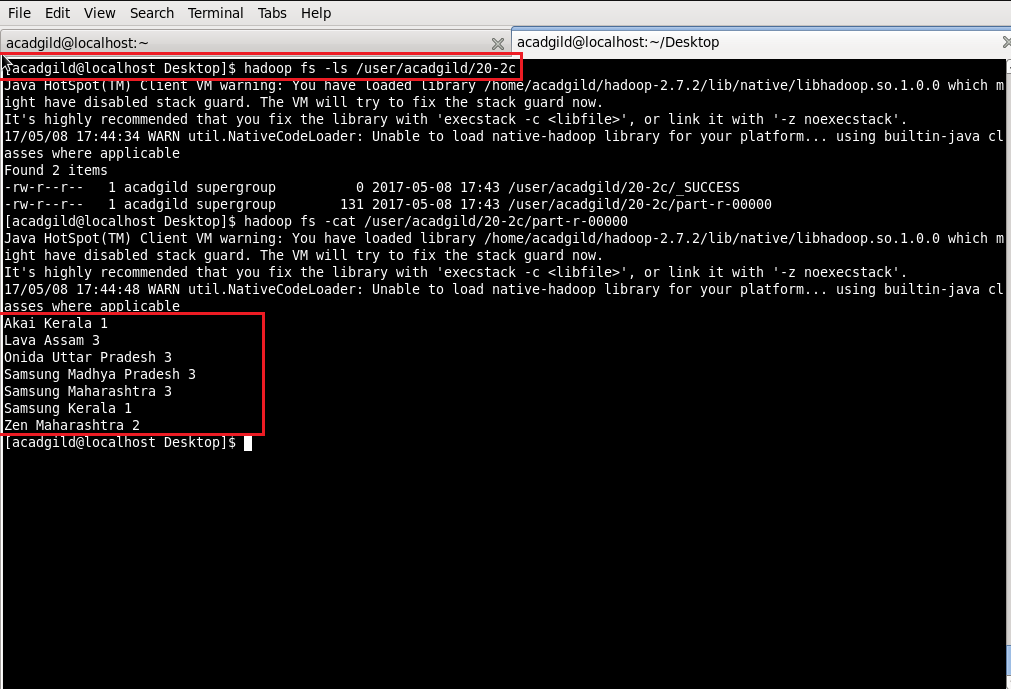 File Edit View Search Terminal Tabs Help
acadgild@localhost:~
acadgild@localhost:~/Desktop
[acadgild@localhost Desktop]$ hadoop fs -ls /user/acadgild/20-2c
Java HotSpot(TM) Client VM warning: You have loaded library /home/acadgild/hadoop-2.7.2/lib/native/libhadoop.so.1.0.0 which m
ight have disabled stack guard. The VM will try to fix the stack guard now.
It's highly recommended that you fix the library with 'execstack -c <libfile>', or link it with '-z noexecstack'.
17/05/08 17:44:34 WARN util.NativeCodeLoader: Unable to load native-hadoop library for your platform... using builtin-java cl
asses where applicable
Found 2 items
-rw-r--r--   1 acadgild supergroup          0 2017-05-08 17:43 /user/acadgild/20-2c/_SUCCESS
-rw-r--r--   1 acadgild supergroup        131 2017-05-08 17:43 /user/acadgild/20-2c/part-r-00000
[acadgild@localhost Desktop]$ hadoop fs -cat /user/acadgild/20-2c/part-r-00000
Java HotSpot(TM) Client VM warning: You have loaded library /home/acadgild/hadoop-2.7.2/lib/native/libhadoop.so.1.0.0 which m
ight have disabled stack guard. The VM will try to fix the stack guard now.
It's highly recommended that you fix the library with 'execstack -c <libfile>', or link it with '-z noexecstack'.
17/05/08 17:44:48 WARN util.NativeCodeLoader: Unable to load native-hadoop library for your platform... using builtin-java cl
asses where applicable
Akai Kerala 1
Lava Assam 3
Onida Uttar Pradesh 3
Samsung Madhya Pradesh 3
Samsung Maharashtra 3
Samsung Kerala 1
Zen Maharashtra 2
[acadgild@localhost Desktop]$